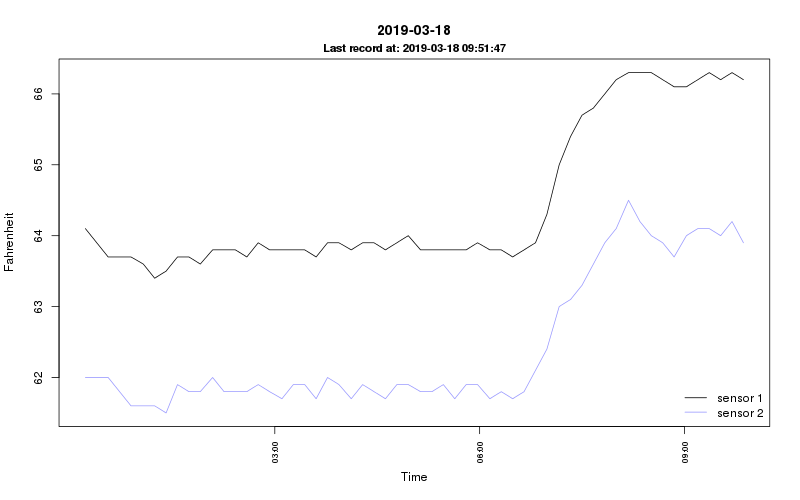 2019-03-18
Last record at: 2019-03-18 09:51:47
Fahrenheit
66
65
64
63
62
sensor 1
sensor 2
03:00
06:00
09:00
Time